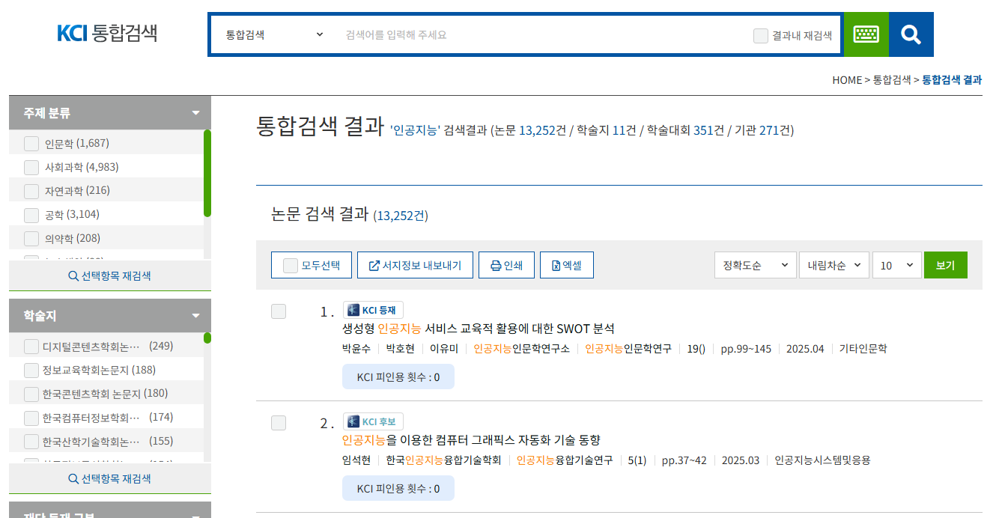 KCI 통합검색
통합검색 검색어를 입력해 주세요 결과내 재검색
HOME > 통합검색 > 통합검색 결과
주제 분류
인문학 (1,687)
사회과학 (4,983)
자연과학 (216)
공학 (3,104)
의약학 (208)
선택항목 재검색
학술지
디지털콘텐츠학회논… (249)
정보교육학회논문지 (188)
한국콘텐츠학회 논문지 (180)
한국컴퓨터정보학회… (174)
한국산학기술학회논… (155)
선택항목 재검색
통합검색 결과 '인공지능' 검색결과 (논문 13,252건 / 학술지 11건 / 학술대회 351건 / 기관 271건)
논문 검색 결과 (13,252건)
모두선택 서지정보 내보내기 인쇄 엑셀 정확도순 내림차순 10 보기
1. KCI 등재
생성형 인공지능 서비스 교육적 활용에 대한 SWOT 분석
박윤수 박호현 이유미 인공지능인문학연구소 인공지능인문학연구 19() pp.99~145 2025.04 기타인문학
KCI 피인용 횟수 : 0
2. KCI 후보
인공지능을 이용한 컴퓨터 그래픽스 자동화 기술 동향
임석현 한국인공지능융합기술학회 인공지능융합기술연구 5(1) pp.37~42 2025.03 인공지능시스템및응용
KCI 피인용 횟수 : 0